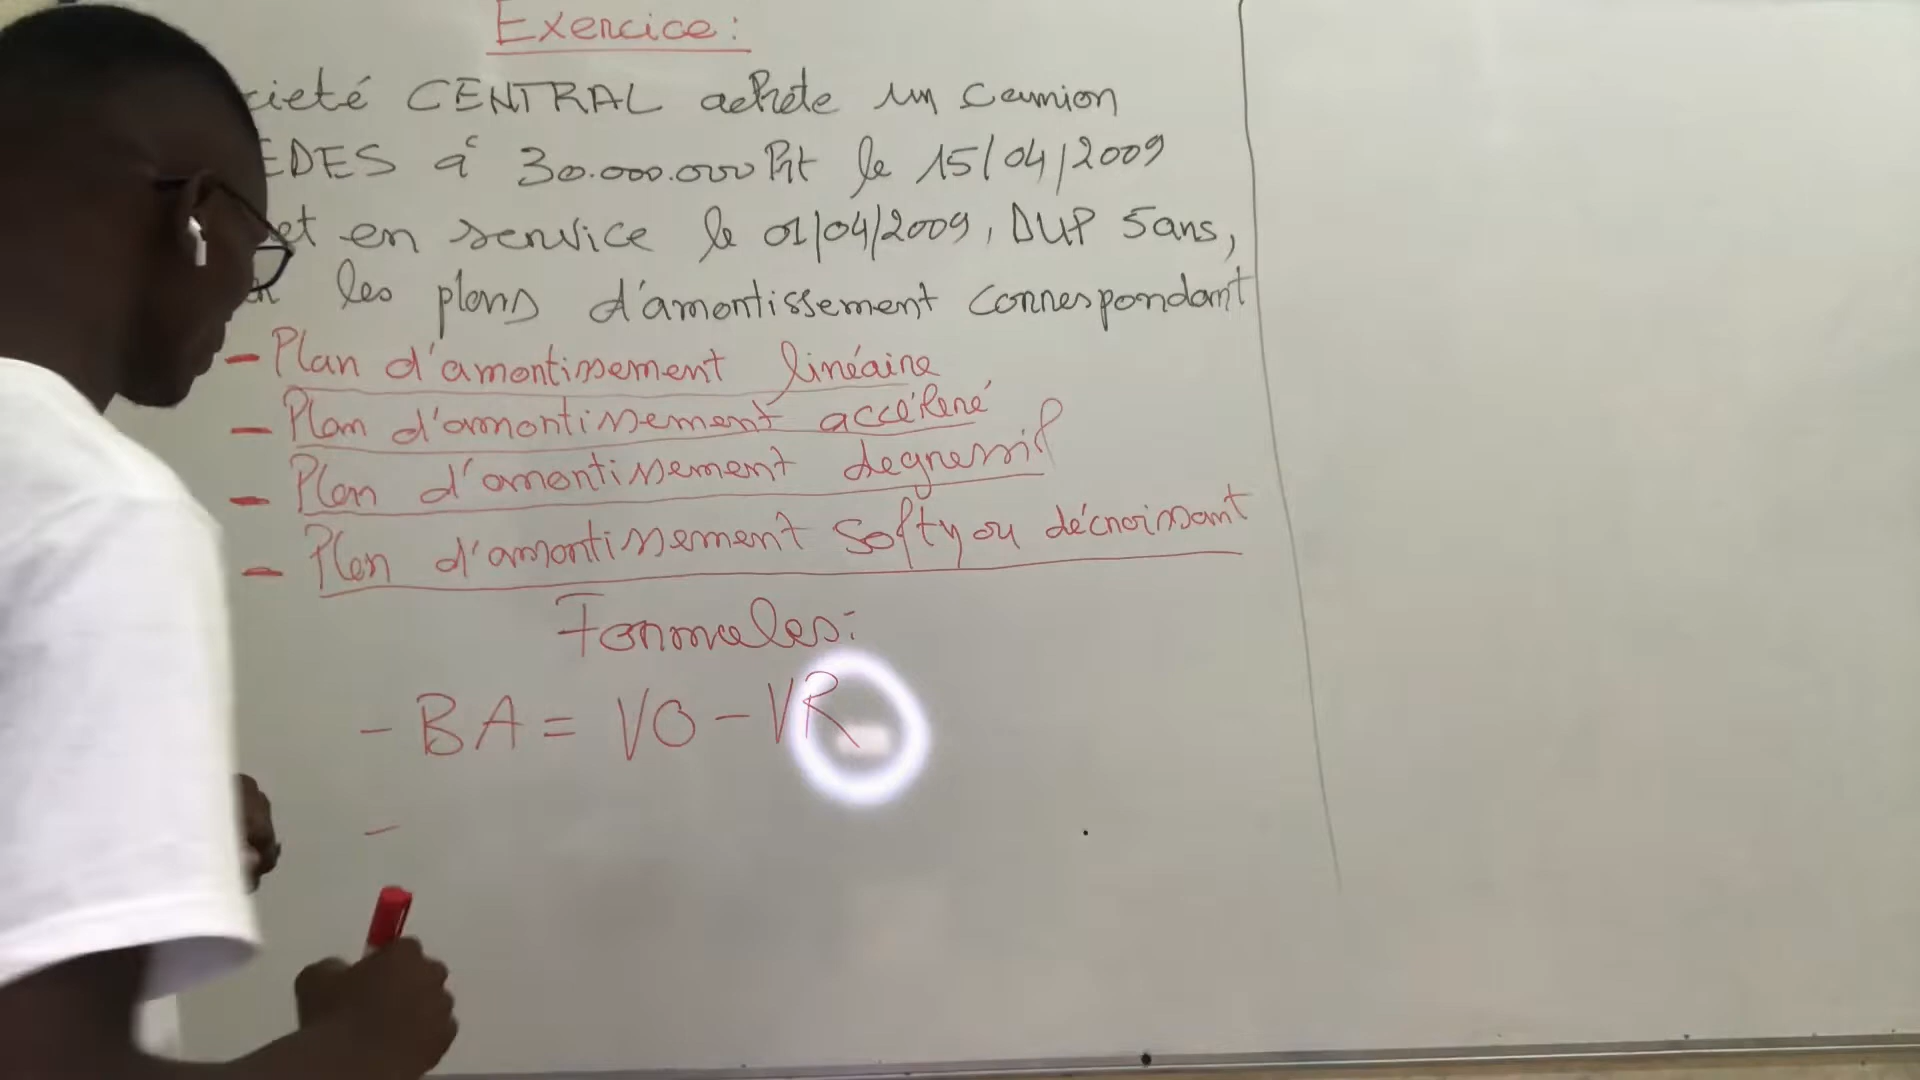 Exercice:
cieté CENTRAL achète un camion
EDES à 30.000.000 le 15/04/2009
et en service le 01/04/2009, DUP 5ans,
les plans d'amortissement correspondant
- Plan d'amortissement linéaire
- Plan d'amortissement accéléré
- Plan d'amortissement degressif
- Plan d'amortissement Softy ou décroissant
Formules:
- BA = VO - VR
-